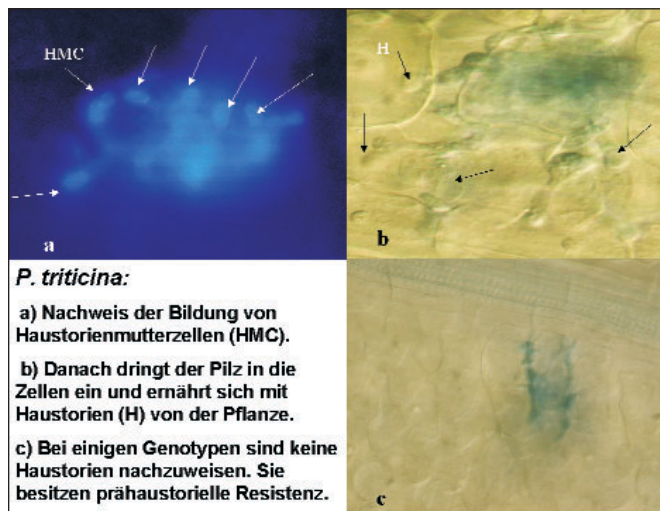 HMC
a
H
b
P. triticina:
a) Nachweis der Bildung von
Haustorienmutterzellen (HMC).
b) Danach dringt der Pilz in die
Zellen ein und ernährt sich mit
Haustorien (H) von der Pflanze.
c) Bei einigen Genotypen sind keine
Haustorien nachzuweisen. Sie
besitzen prähaustorielle Resistenz.
c